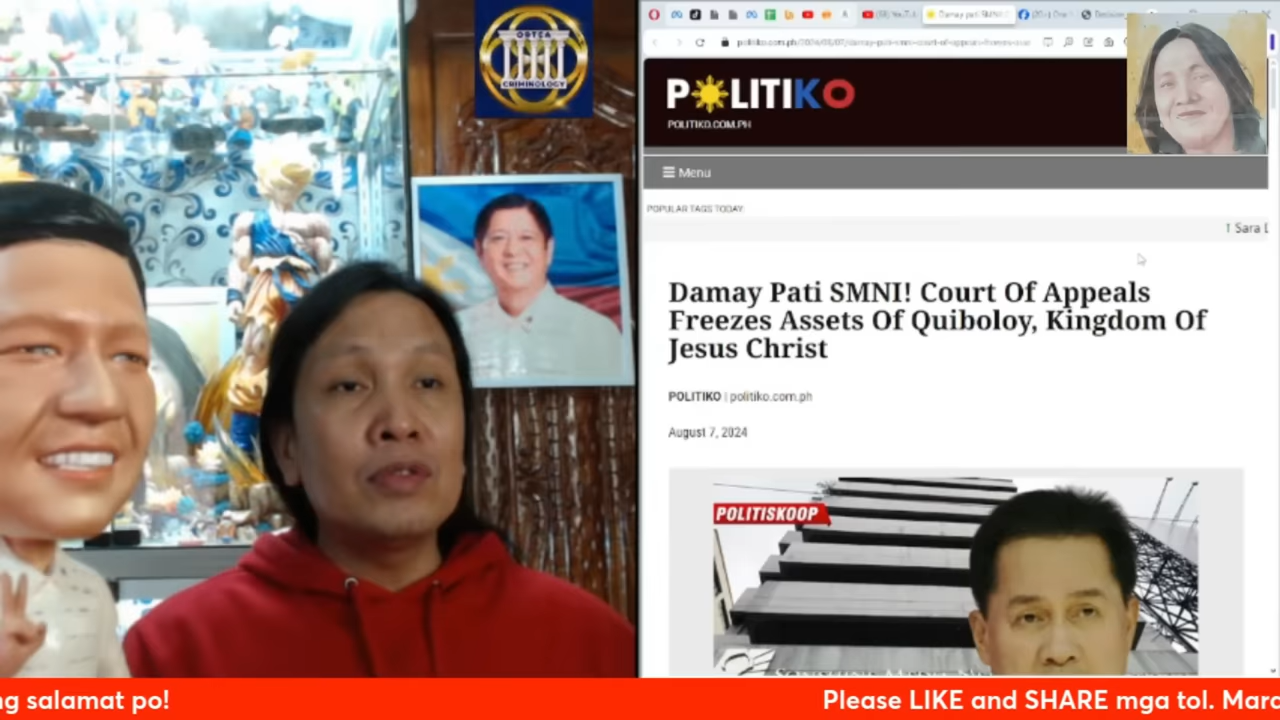 ORTEA
CRIMINOLOGY
POLITIKO
POLITIKO.COM.PH
☰ Menu
POPULAR TAGS TODAY:
Sara
Damay Pati SMNI! Court Of Appeals
Freezes Assets Of Quiboloy, Kingdom Of
Jesus Christ
POLITIKO | politiko.com.ph
August 7, 2024
POLITISKOOP
ng salamat po!
Please LIKE and SHARE mga tol. Marc